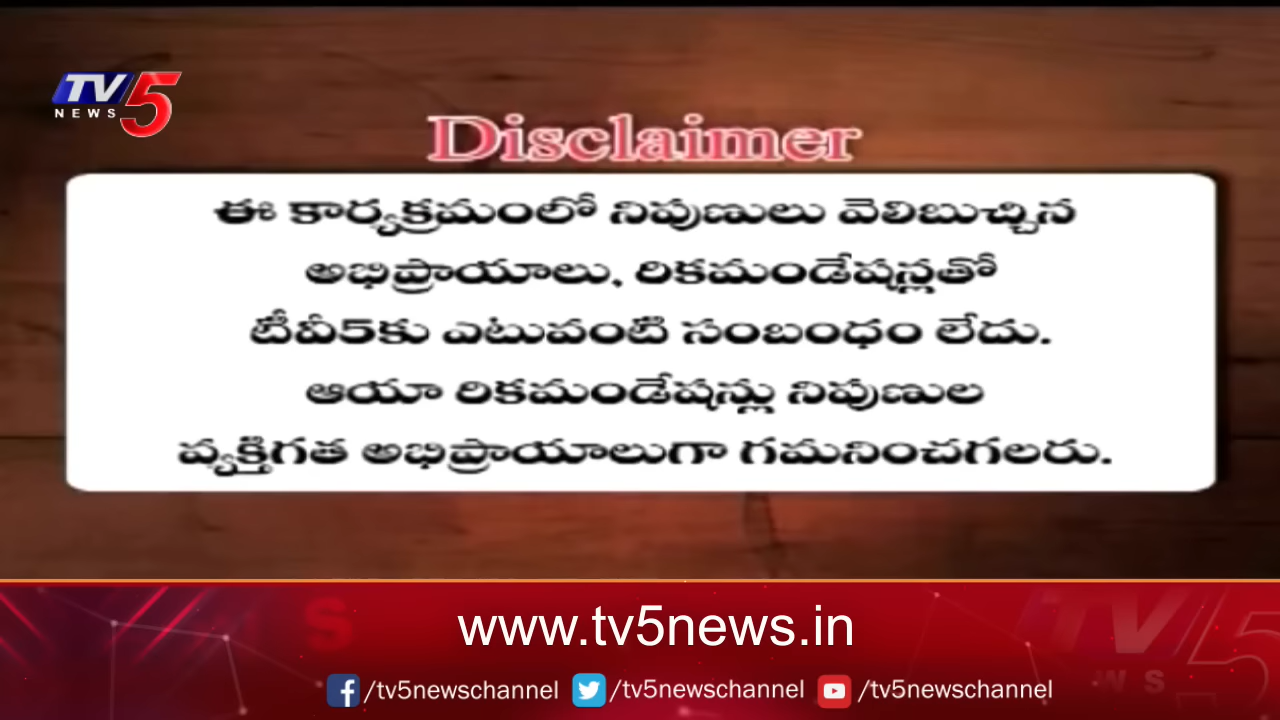 TV5
NEWS
Disclaimer
ఈ కార్యక్రమంలో నిపుణులు వెలిబుచ్చిన
అభిప్రాయాలు, రికమండేషన్లతో
టీవీ5కు ఎటువంటి సంబంధం లేదు.
ఆయా రికమండేషన్లు నిపుణుల
వ్యక్తిగత అభిప్రాయాలుగా గమనించగలరు.
www.tv5news.in
/tv5newschannel /tv5newschannel /tv5newschannel